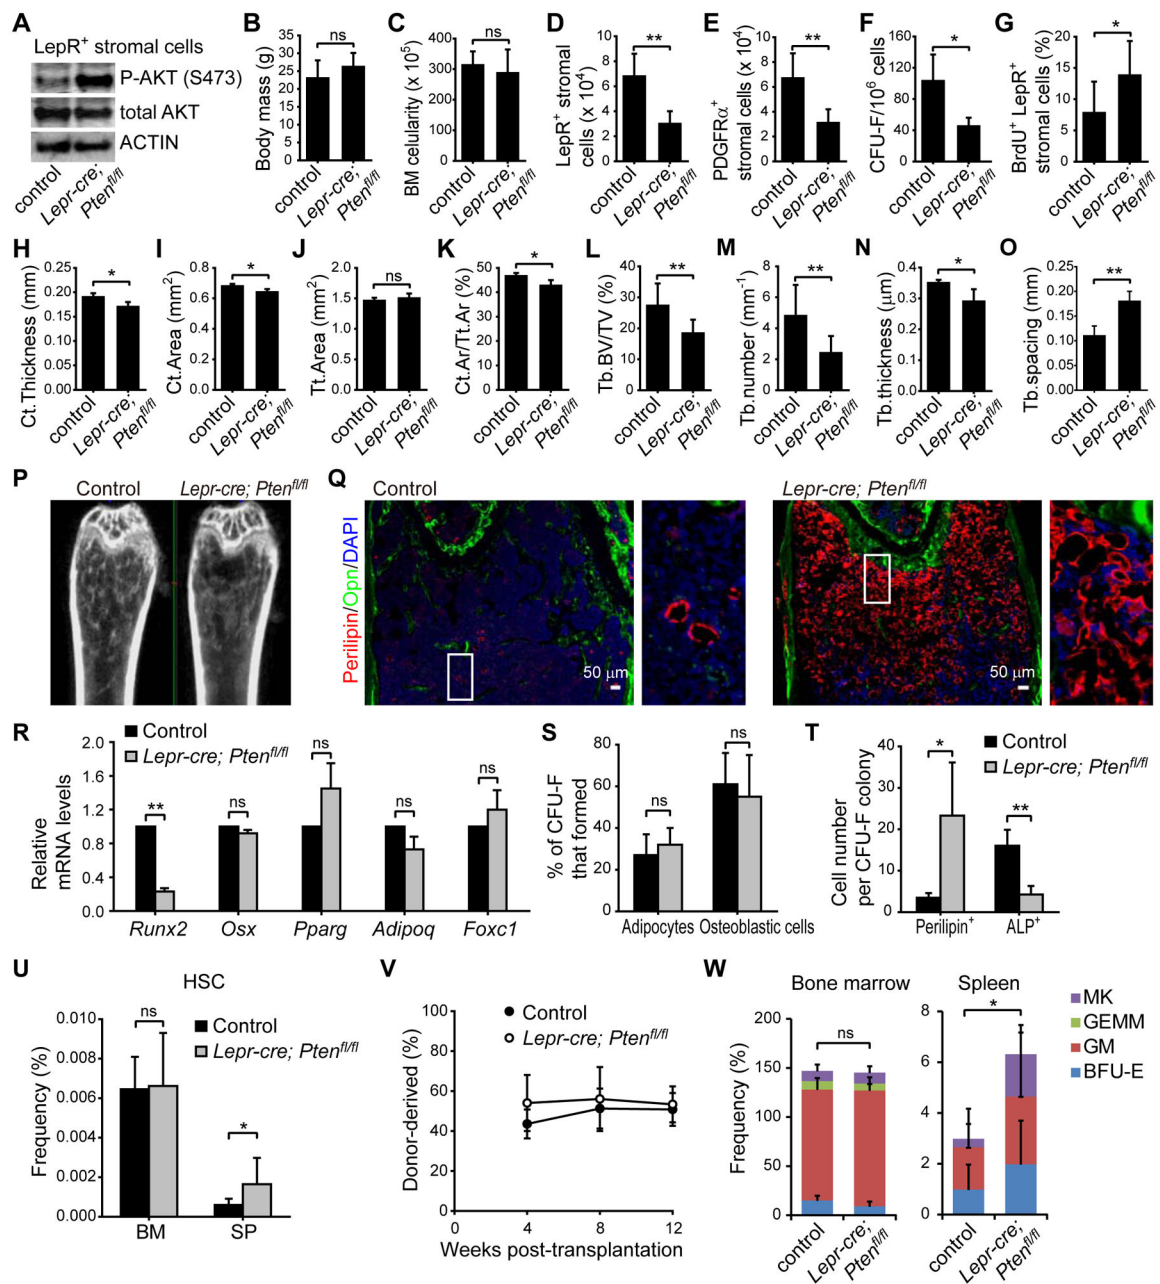 A
LepR+ stromal cells
P-AKT (S473)
total AKT
ACTIN
control
Lepr-cre;
Ptenfl/fl
B
Body mass (g)
35
30
25
20
15
10
5
0
ns
control
Lepr-cre;
Ptenfl/fl
C
BM celularity (x 10⁵)
500
400
300
200
100
0
ns
control
Lepr-cre;
Ptenfl/fl
D
LepR+ stromal
cells (x 10⁴)
10
8
6
4
2
0
**
control
Lepr-cre;
Ptenfl/fl
E
PDGFRα+
stromal cells (x 10⁴)
10
8
6
4
2
0
**
control
Lepr-cre;
Ptenfl/fl
F
CFU-F/10⁶ cells
160
120
80
40
0
*
control
Lepr-cre;
Ptenfl/fl
G
BrdU+ LepR+
stromal cells (%)
20
15
10
5
0
*
control
Lepr-cre;
Ptenfl/fl
H
Ct.Thickness (mm)
0.25
0.20
0.15
0.10
0.05
0.00
*
control
Lepr-cre;
Ptenfl/fl
I
Ct.Area (mm²)
0.8
0.6
0.4
0.2
0.0
*
control
Lepr-cre;
Ptenfl/fl
J
Tt.Area (mm²)
2.0
1.5
1.0
0.5
0.0
ns
control
Lepr-cre;
Ptenfl/fl
K
Ct.Ar/Tt.Ar (%)
50
40
30
20
10
0
*
control
Lepr-cre;
Ptenfl/fl
L
Tb.BV/TV (%)
40
30
20
10
0
**
control
Lepr-cre;
Ptenfl/fl
M
Tb.number (mm⁻¹)
8
6
4
2
0
**
control
Lepr-cre;
Ptenfl/fl
N
Tb.thickness (μm)
0.4
0.3
0.2
0.1
0.0
*
control
Lepr-cre;
Ptenfl/fl
O
Tb.spacing (mm)
0.25
0.20
0.15
0.10
0.05
0.00
**
control
Lepr-cre;
Ptenfl/fl
P
Control
Lepr-cre; Ptenfl/fl
Q
Control
Lepr-cre; Ptenfl/fl
Perilipin/Opn/DAPI
50 μm
50 μm
R
Control
Lepr-cre; Ptenfl/fl
Relative
mRNA levels
2.0
1.6
1.2
0.8
0.4
0.0
**
ns
ns
ns
ns
Runx2
Osx
Pparg
Adipoq
Foxc1
S
% of CFU-F
that formed
80
60
40
20
0
ns
ns
Adipocytes
Osteoblastic cells
T
Control
Lepr-cre; Ptenfl/fl
Cell number
per CFU-F colony
40
30
20
10
0
*
**
Perilipin+
ALP+
U
HSC
Control
Lepr-cre; Ptenfl/fl
Frequency (%)
0.010
0.008
0.006
0.004
0.002
0.000
ns
*
BM
SP
V
Control
Lepr-cre; Ptenfl/fl
Donor-derived (%)
100
80
60
40
20
0
0
4
8
12
Weeks post-transplantation
W
Bone marrow
Spleen
Frequency (%)
200
150
100
50
0
ns
control
Lepr-cre;
Ptenfl/fl
8
6
4
2
0
*
control
Lepr-cre;
Ptenfl/fl
MK
GEMM
GM
BFU-E